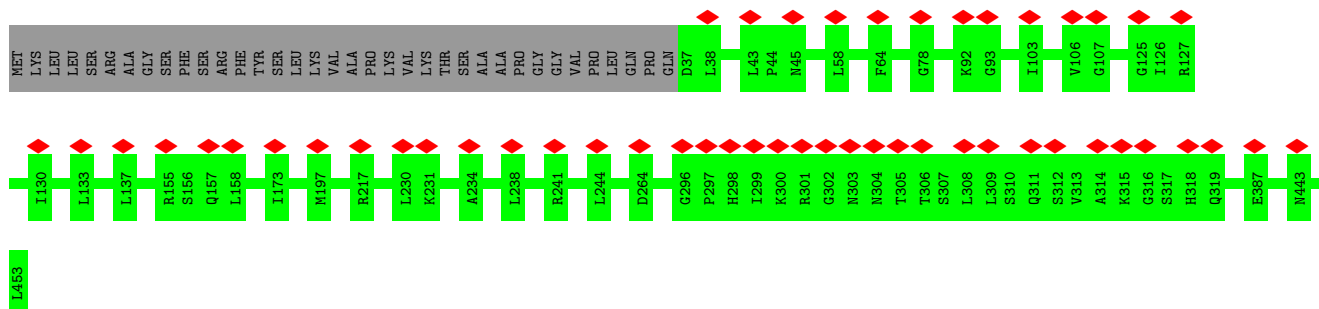 MET LYS LEU LEU SER ARG ALA GLY SER PHE SER ARG PHE TYR SER LEU LYS VAL ALA PRO LYS VAL LYS THR SER ALA ALA PRO GLY GLY VAL PRO LEU GLN PRO GLN D37 L38 L43 P44 N45 L58 F64 G78 K92 G93 I103 V106 G107 G125 I126 R127
I130 L133 L137 R155 S156 Q157 L158 I173 M197 R217 L230 K231 A234 L238 R241 L244 D264 G296 P297 H298 I299 K300 R301 G302 N303 N304 T305 T306 S307 L308 L309 S310 Q311 S312 V313 A314 K315 G316 S317 H318 Q319 E387 N443
L453